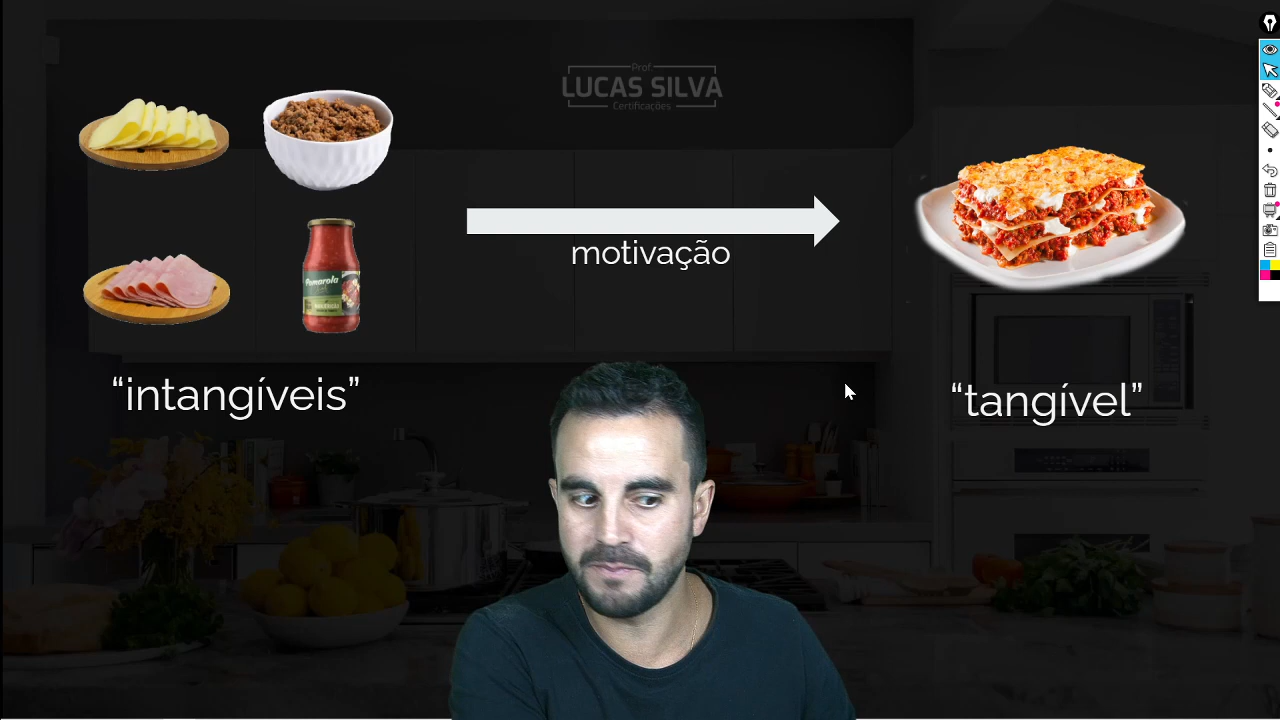 Prof.
LUCAS SILVA
Certificações
Pomarola
motivação
“intangíveis”
“tangível”